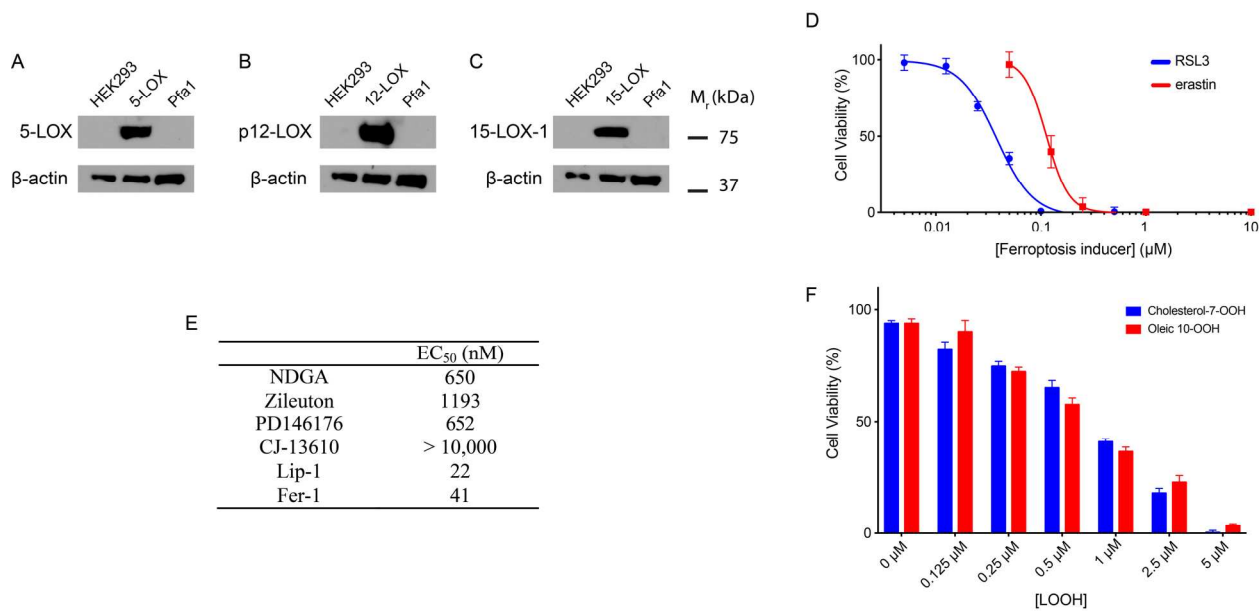 A
HEK293
5-LOX
Pfa1
5-LOX
β-actin
B
HEK293
12-LOX
Pfa1
p12-LOX
β-actin
C
HEK293
15-LOX
Pfa1
15-LOX-1
β-actin
Mr (kDa)
75
37
D
Cell Viability (%)
100
50
0
0.01
0.1
1
10
[Ferroptosis inducer] (µM)
RSL3
erastin
E
EC50 (nM)
NDGA 650
Zileuton 1193
PD146176 652
CJ-13610 > 10,000
Lip-1 22
Fer-1 41
F
Cell Viability (%)
100
50
0
0 µM
0.125 µM
0.25 µM
0.5 µM
1 µM
2.5 µM
5 µM
[LOOH]
Cholesterol-7-OOH
Oleic 10-OOH